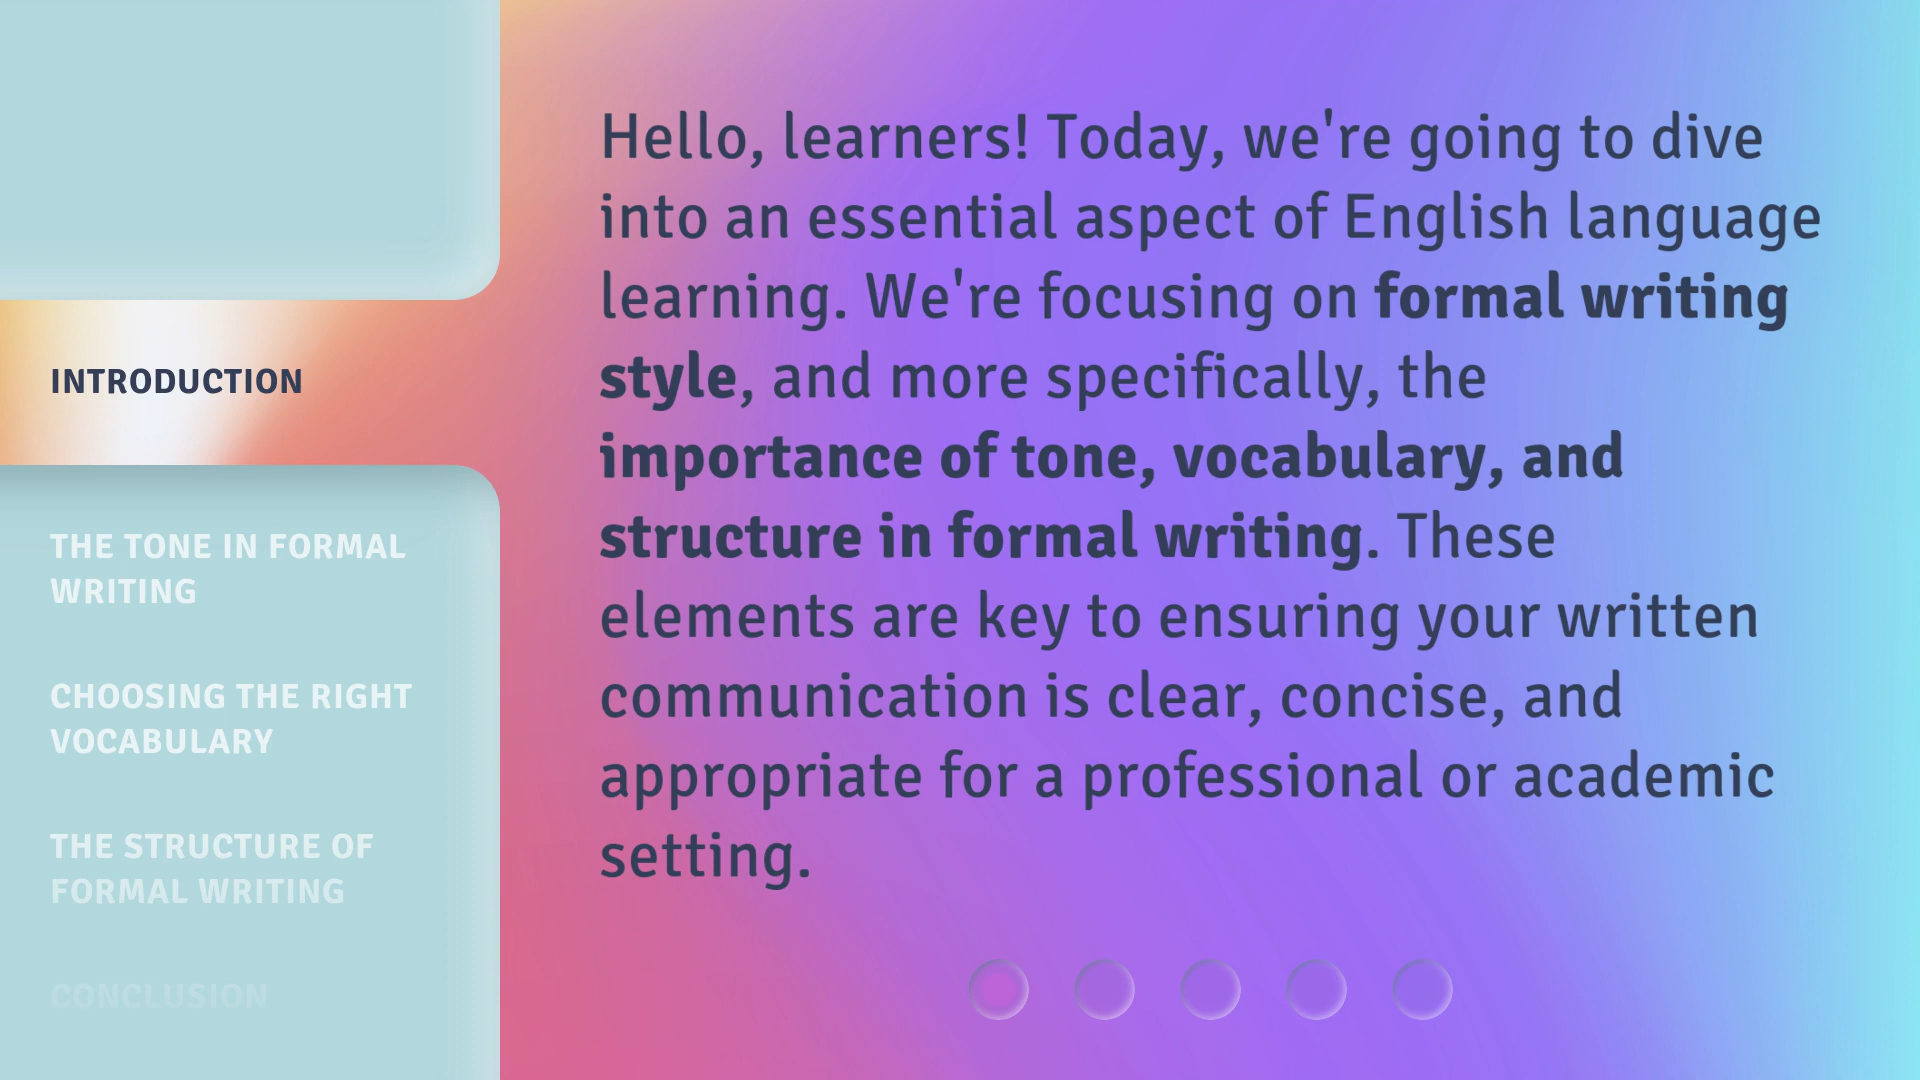 INTRODUCTION
THE TONE IN FORMAL
WRITING
CHOOSING THE RIGHT
VOCABULARY
THE STRUCTURE OF
FORMAL WRITING
CONCLUSION
Hello, learners! Today, we're going to dive
into an essential aspect of English language
learning. We're focusing on formal writing
style, and more specifically, the
importance of tone, vocabulary, and
structure in formal writing. These
elements are key to ensuring your written
communication is clear, concise, and
appropriate for a professional or academic
setting.